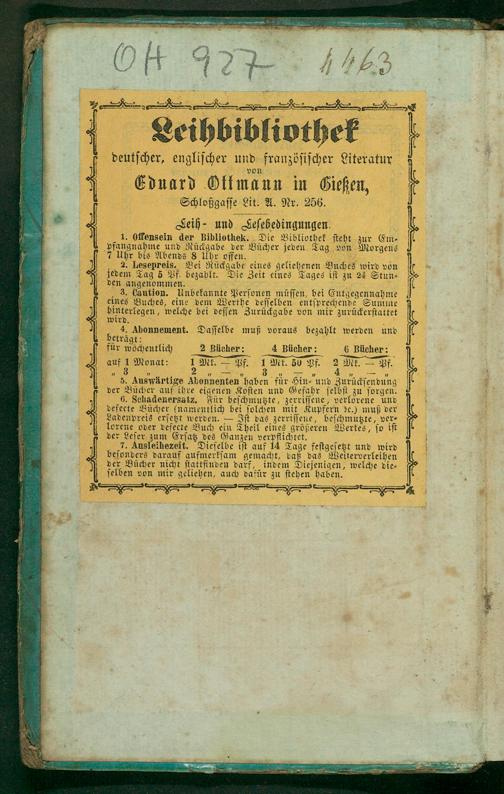 OH 927 4463
Leihbibliothek
deutscher, englischer und französischer Literatur
von
Eduard Ottmann in Gießen,
Schloßgasse Lit. A. Nr. 256.
Leih- und Lesebedingungen.
1. Offensein der Bibliothek. Die Bibliothek steht zur Em-
pfangnahme und Rückgabe der Bücher jeden Tag von Morgens
7 Uhr bis Abends 8 Uhr offen.
2. Lesepreis. Bei Rückgabe eines geliehenen Buches wird von
jedem Tag 5 Pf. bezahlt. Die Zeit eines Tages ist zu 24 Stun-
den angenommen.
3. Caution. Unbekannte Personen müssen, bei Entgegennahme
eines Buches, eine dem Werthe desselben entsprechende Summe
hinterlegen, welche bei dessen Zurückgabe von mir zurückerstattet
wird.
4. Abonnement. Dasselbe muß voraus bezahlt werden und
beträgt:
für wöchentlich 2 Bücher: 4 Bücher: 6 Bücher:
auf 1 Monat: 1 Mk. — Pf. 1 Mk. 50 Pf. 2 Mk. — Pf.
„ 3 „ 2 „ — „ 3 „ — „ 4 „ — „
5. Auswärtige Abonnenten haben für Hin- und Zurücksendung
der Bücher auf ihre eigenen Kosten und Gefahr selbst zu sorgen.
6. Schadenersatz. Für beschmutzte, zerrissene, verlorene und
defecte Bücher (namentlich bei solchen mit Kupfern ꝛc.) muß der
Ladenpreis ersetzt werden. — Ist das zerrissene, beschmutzte, ver-
lorene oder defecte Buch ein Theil eines größeren Wertes, so ist
der Leser zum Ersatz des Ganzen verpflichtet.
7. Ausleihezeit. Dieselbe ist auf 14 Tage festgesetzt und wird
besonders darauf aufmerksam gemacht, daß das Weiterverleihen
der Bücher nicht stattfinden darf, indem Diejenigen, welche die-
selben von mir geliehen, auch dafür zu stehen haben.